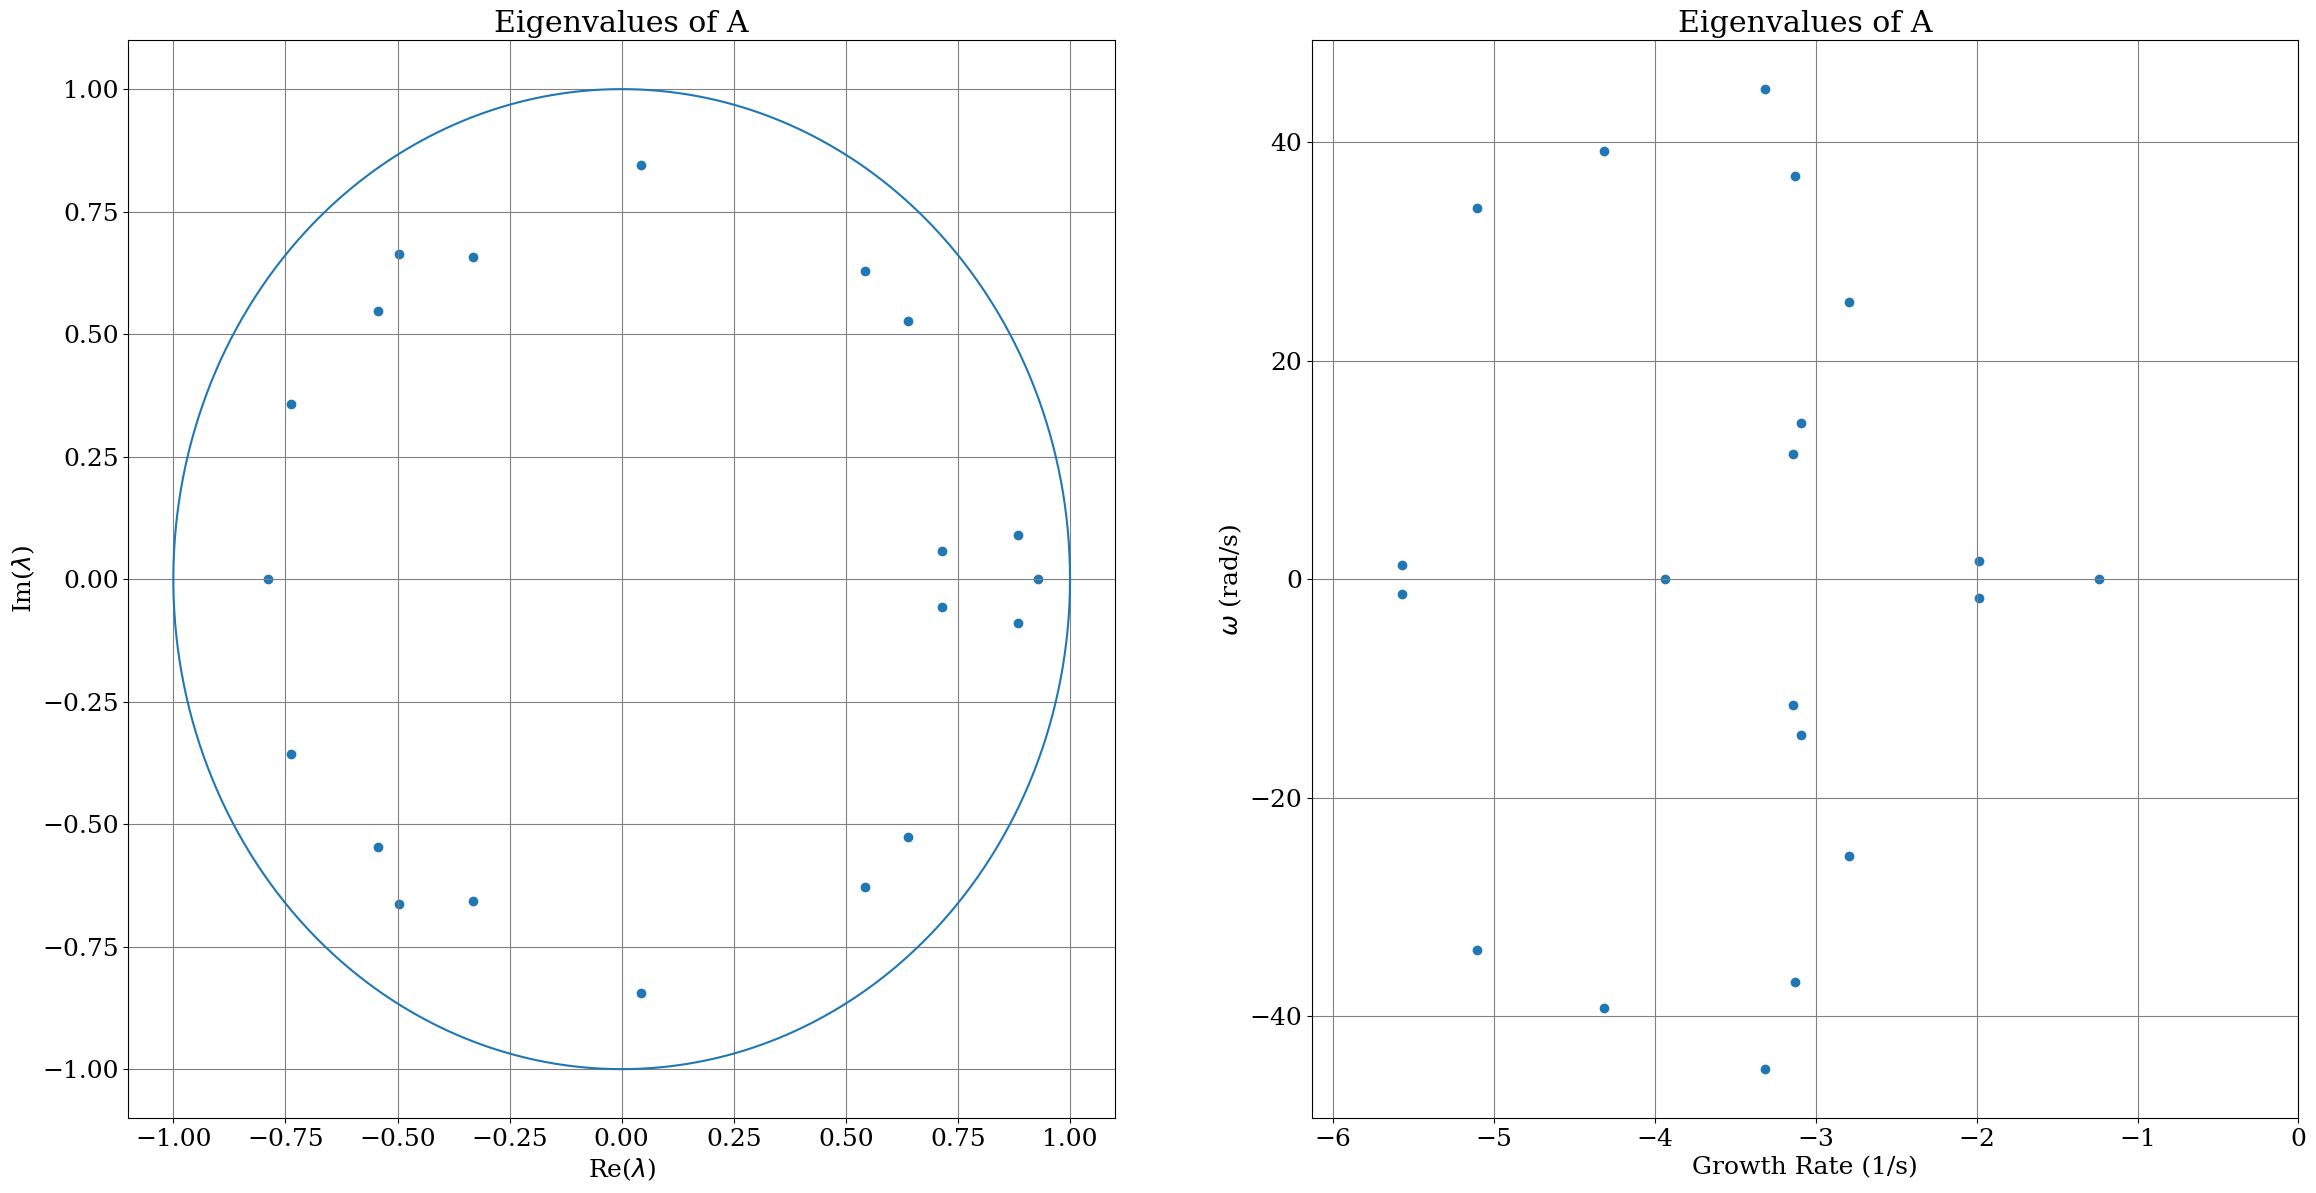 Eigenvalues of A
1.00
0.75
0.50
0.25
0.00
−0.25
−0.50
−0.75
−1.00
Im(λ)
−1.00 −0.75 −0.50 −0.25 0.00 0.25 0.50 0.75 1.00
Re(λ)
Eigenvalues of A
40
20
0
−20
−40
ω (rad/s)
−6 −5 −4 −3 −2 −1 0
Growth Rate (1/s)